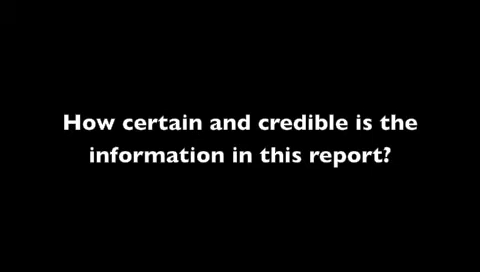 How certain and credible is the
information in this report?